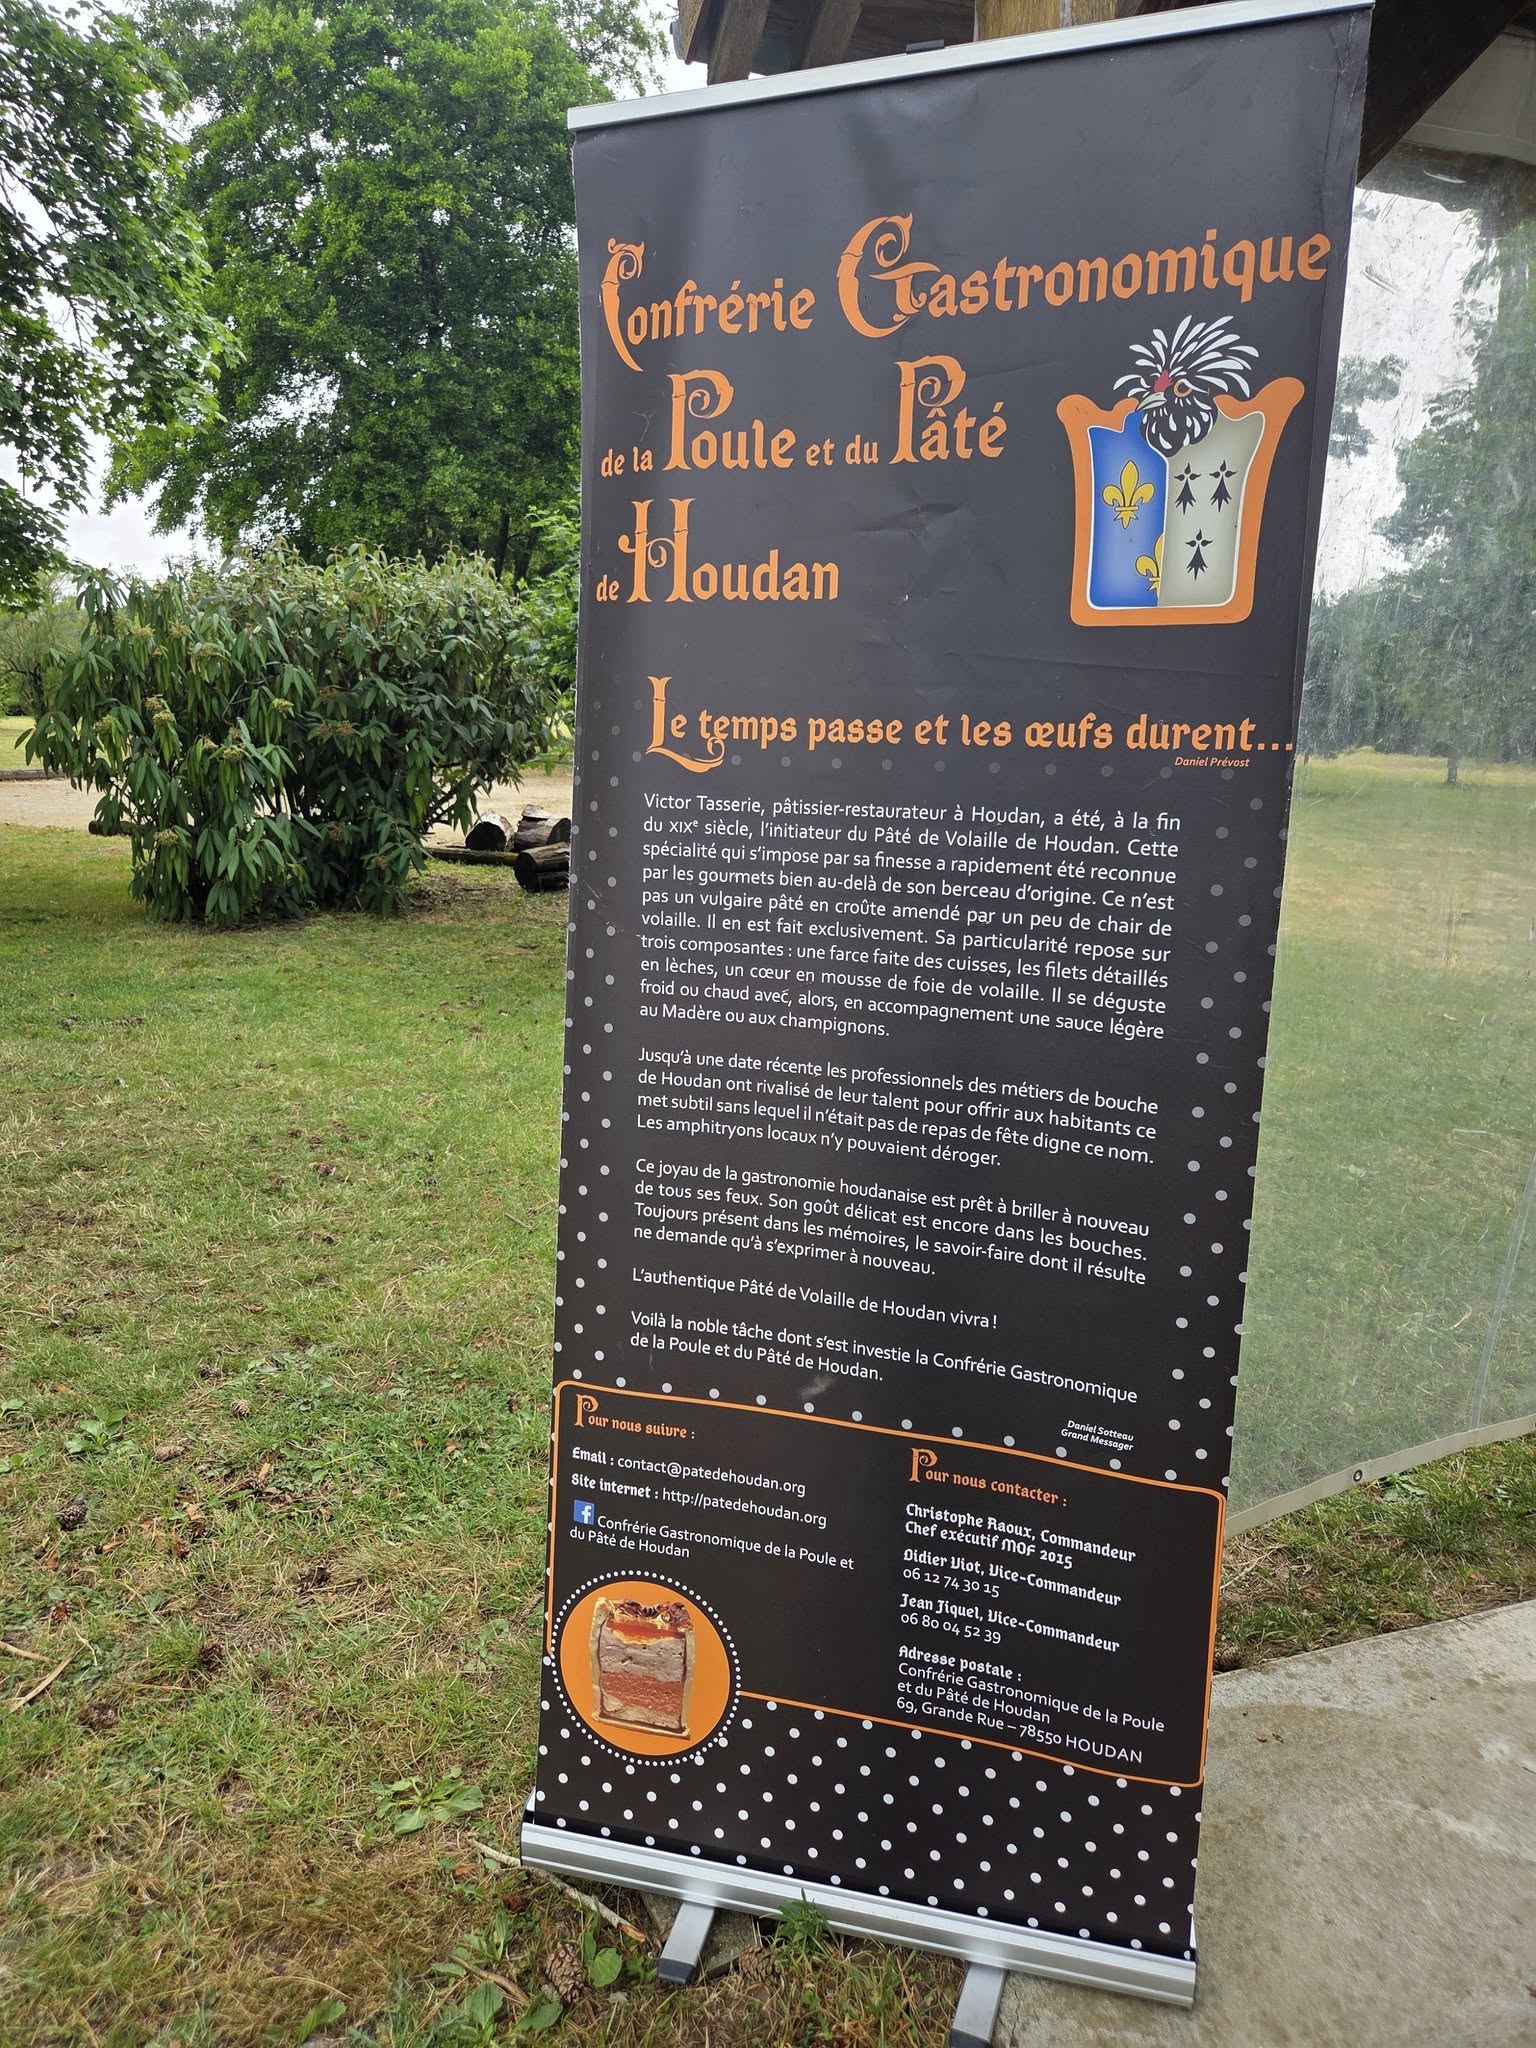 Confrérie Gastronomique
de la Poule et du Pâté
de Houdan
Le temps passe et les œufs durent...
Daniel Prévost
Victor Tasserie, pâtissier-restaurateur à Houdan, a été, à la fin
du XIXe siècle, l'initiateur du Pâté de Volaille de Houdan. Cette
spécialité qui s'impose par sa finesse a rapidement été reconnue
par les gourmets bien au-delà de son berceau d'origine. Ce n'est
pas un vulgaire pâté en croûte amendé par un peu de chair de
volaille. Il en est fait exclusivement. Sa particularité repose sur
trois composantes : une farce faite des cuisses, les filets détaillés
en lèches, un cœur en mousse de foie de volaille. Il se déguste
froid ou chaud avec, alors, en accompagnement une sauce légère
au Madère ou aux champignons.
Jusqu'à une date récente les professionnels des métiers de bouche
de Houdan ont rivalisé de leur talent pour offrir aux habitants ce
met subtil sans lequel il n'était pas de repas de fête digne ce nom.
Les amphitryons locaux n'y pouvaient déroger.
Ce joyau de la gastronomie houdanaise est prêt à briller à nouveau
de tous ses feux. Son goût délicat est encore dans les bouches.
Toujours présent dans les mémoires, le savoir-faire dont il résulte
ne demande qu'à s'exprimer à nouveau.
L'authentique Pâté de Volaille de Houdan vivra !
Voilà la noble tâche dont s'est investie la Confrérie Gastronomique
de la Poule et du Pâté de Houdan.
Daniel Sotteau
Grand Messager
Pour nous suivre :
Email : contact@patedehoudan.org
Site internet : http://patedehoudan.org
f Confrérie Gastronomique de la Poule et
du Pâté de Houdan
Pour nous contacter :
Christophe Raoux, Commandeur
Chef exécutif MOF 2015
Didier Viot, Vice-Commandeur
06 12 74 30 15
Jean Jiquel, Vice-Commandeur
06 80 04 52 39
Adresse postale :
Confrérie Gastronomique de la Poule
et du Pâté de Houdan
69, Grande Rue – 78550 HOUDAN